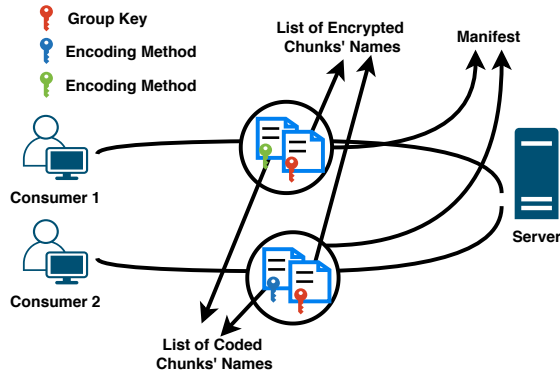 Group Key
Encoding Method
Encoding Method
List of Encrypted
Chunks' Names
Manifest
Consumer 1
Server
Consumer 2
List of Coded
Chunks' Names